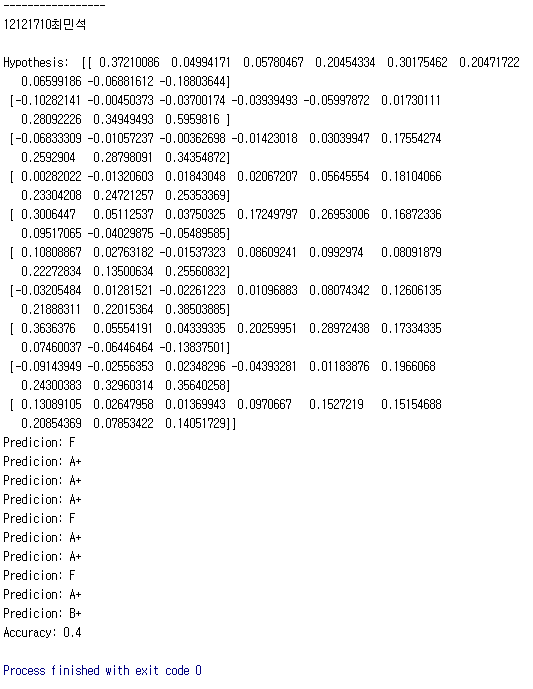 -----------------
12121710최민석
Hypothesis:  [[ 0.37210086  0.04994171  0.05780467  0.20454334  0.30175462  0.20471722
   0.06599186 -0.06881612 -0.18803644]
 [-0.10282141 -0.00450373 -0.03700174 -0.03939493 -0.05997872  0.01730111
   0.28092226  0.34949493  0.5959816 ]
 [-0.06833309 -0.01057237 -0.00362698 -0.01423018  0.03039947  0.17554274
   0.2592904   0.28798091  0.34354872]
 [ 0.00282022 -0.01320603  0.01843048  0.02067207  0.05645554  0.18104066
   0.23304208  0.24721257  0.25353369]
 [ 0.3006447   0.05112537  0.03750325  0.17249797  0.26953006  0.16872336
   0.09517065 -0.04029875 -0.05489585]
 [ 0.10808867  0.02763182 -0.01537323  0.08609241  0.0992974   0.08091879
   0.22272834  0.13500634  0.25560832]
 [-0.03205484  0.01281521 -0.02261223  0.01096883  0.08074342  0.12606135
   0.21888311  0.22015364  0.38503885]
 [ 0.3636376   0.05554191  0.04339335  0.20259951  0.28972438  0.17334335
   0.07460037 -0.06446464 -0.13837501]
 [-0.09143949 -0.02556353  0.02348296 -0.04393281  0.01183876  0.1966068
   0.24300383  0.32960314  0.35640258]
 [ 0.13089105  0.02647958  0.01369943  0.0970667   0.1527219   0.15154688
   0.20854369  0.07853422  0.14051729]]
Predicion: F
Predicion: A+
Predicion: A+
Predicion: A+
Predicion: F
Predicion: A+
Predicion: A+
Predicion: F
Predicion: A+
Predicion: B+
Accuracy: 0.4
Process finished with exit code 0